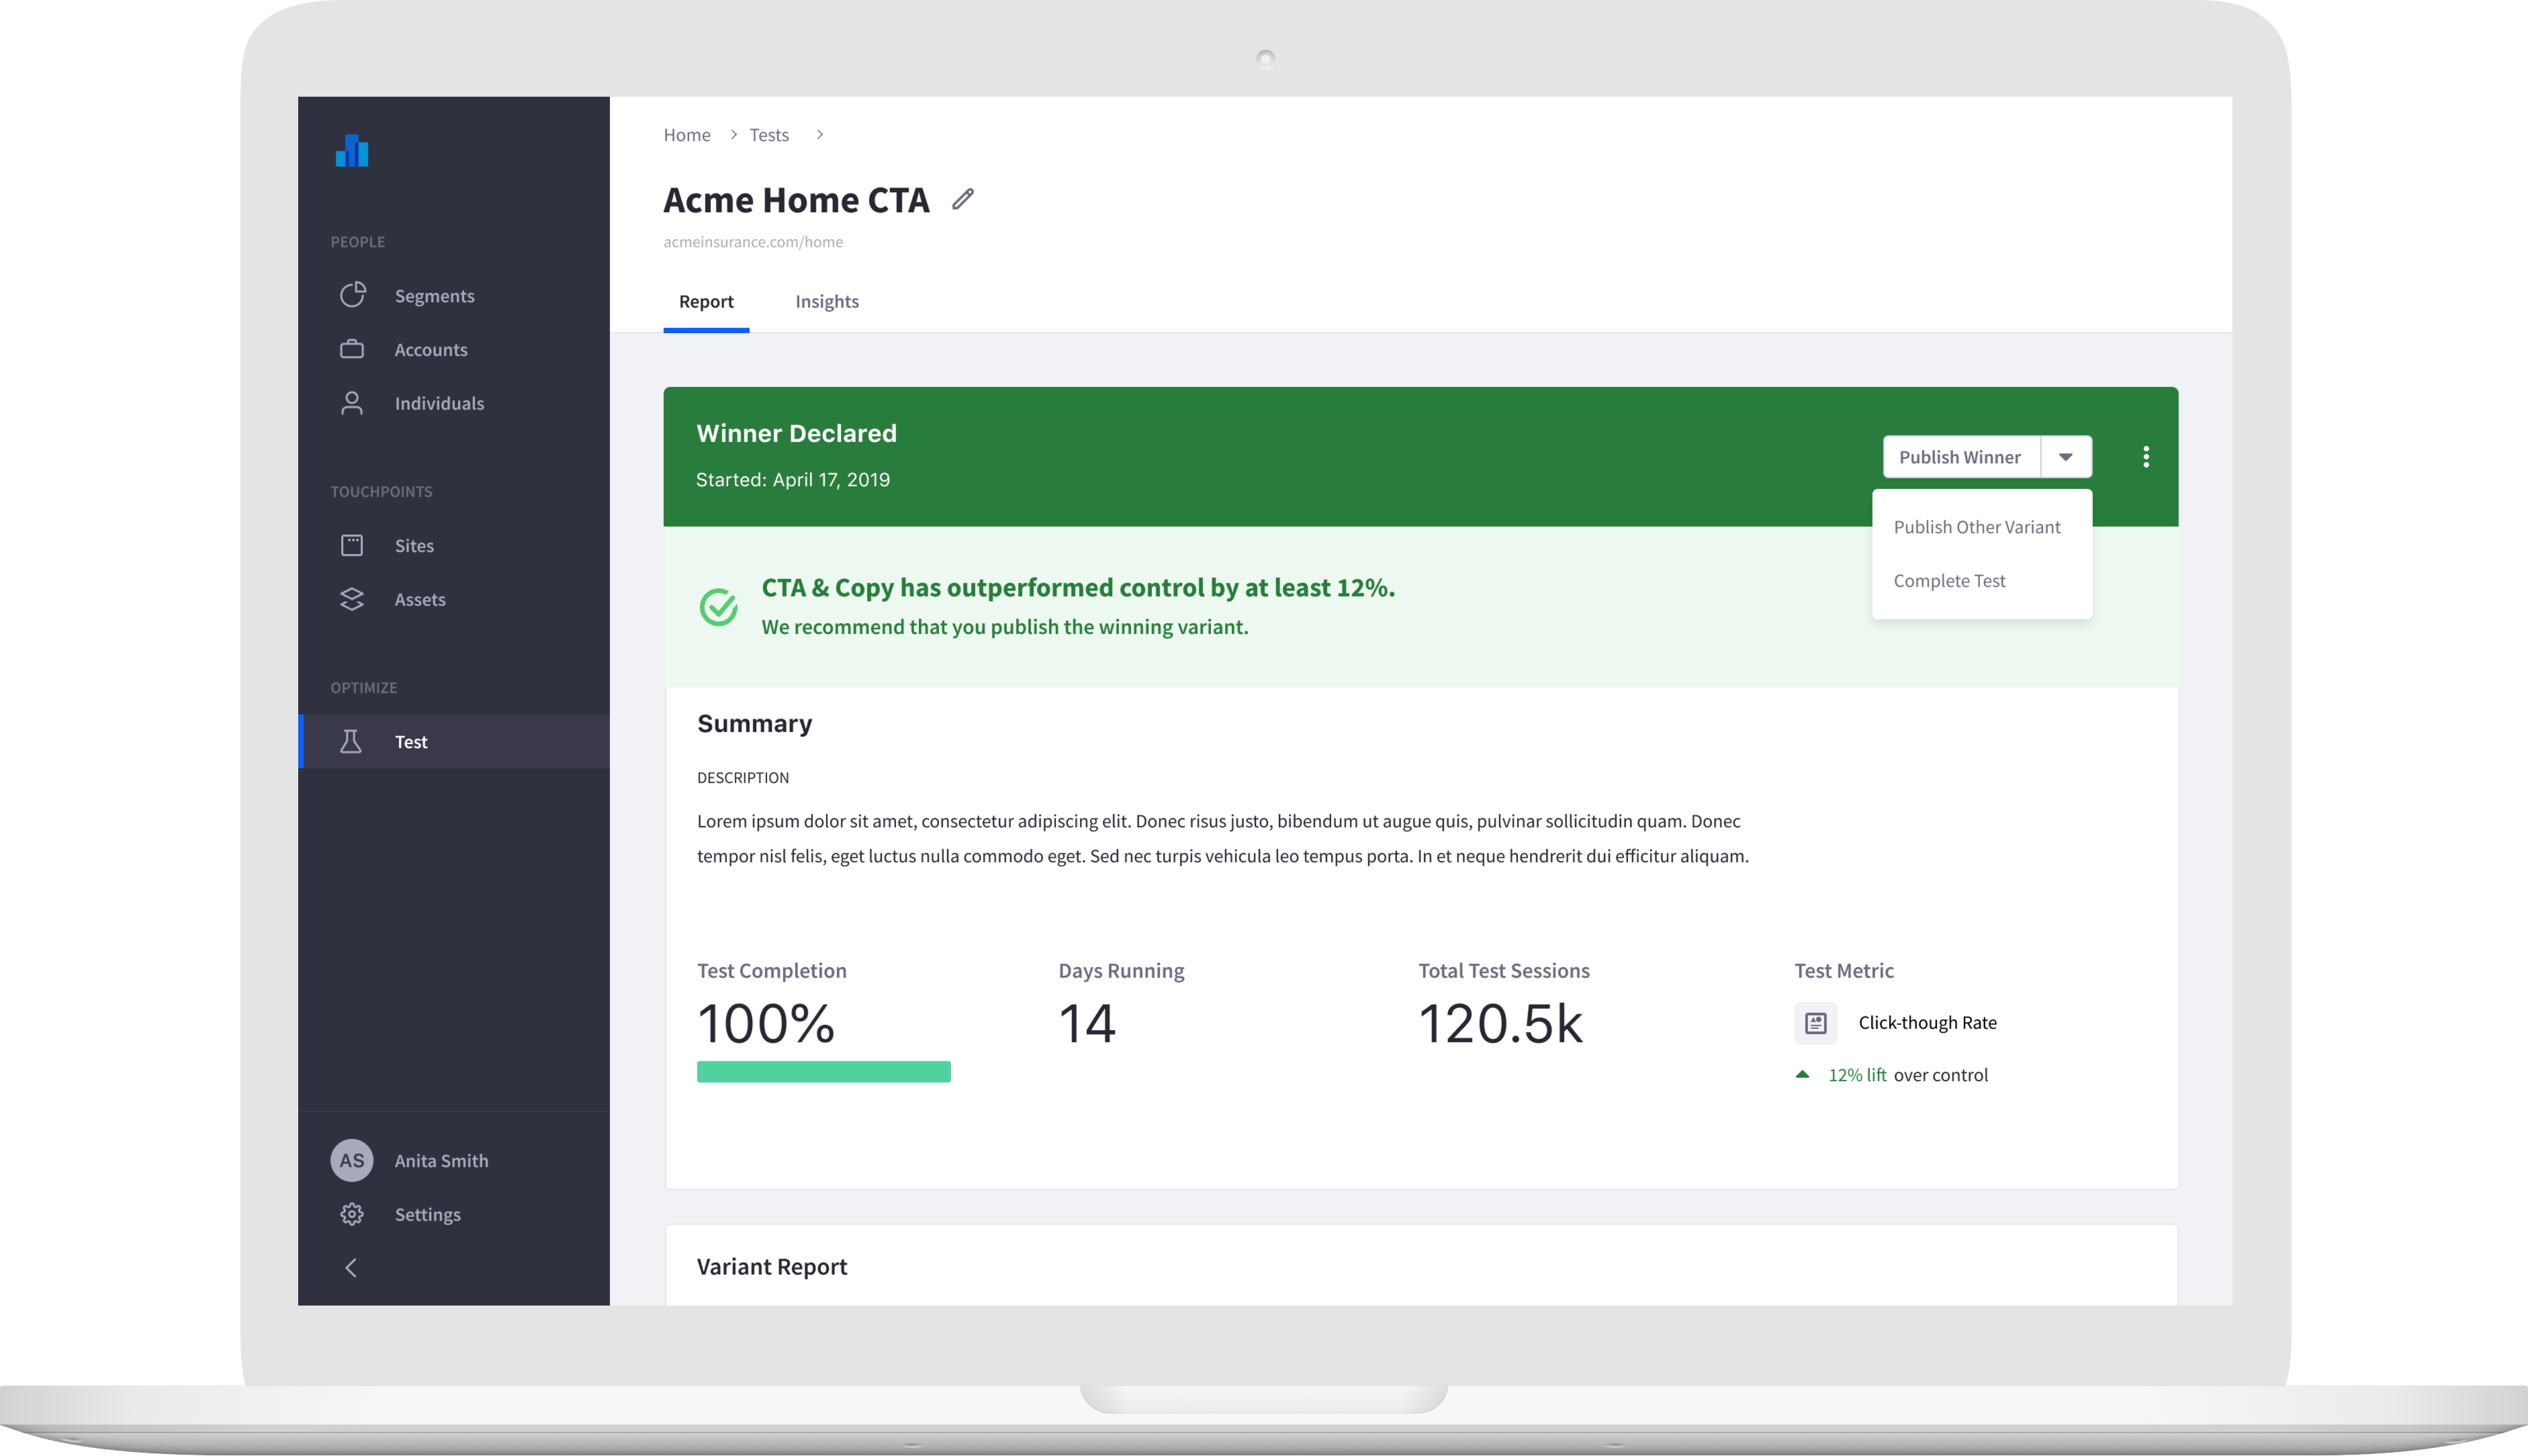 PEOPLE
Segments
Accounts
Individuals
TOUCHPOINTS
Sites
Assets
OPTIMIZE
Test
AS
Anita Smith
Settings
Home > Tests >
Acme Home CTA
acmeinsurance.com/home
Report Insights
Winner Declared
Started: April 17, 2019
Publish Winner
Publish Other Variant
Complete Test
CTA & Copy has outperformed control by at least 12%.
We recommend that you publish the winning variant.
Summary
DESCRIPTION
Lorem ipsum dolor sit amet, consectetur adipiscing elit. Donec risus justo, bibendum ut augue quis, pulvinar sollicitudin quam. Donec
tempor nisl felis, eget luctus nulla commodo eget. Sed nec turpis vehicula leo tempus porta. In et neque hendrerit dui efficitur aliquam.
Test Completion
100%
Days Running
14
Total Test Sessions
120.5k
Test Metric
Click-though Rate
12% lift over control
Variant Report